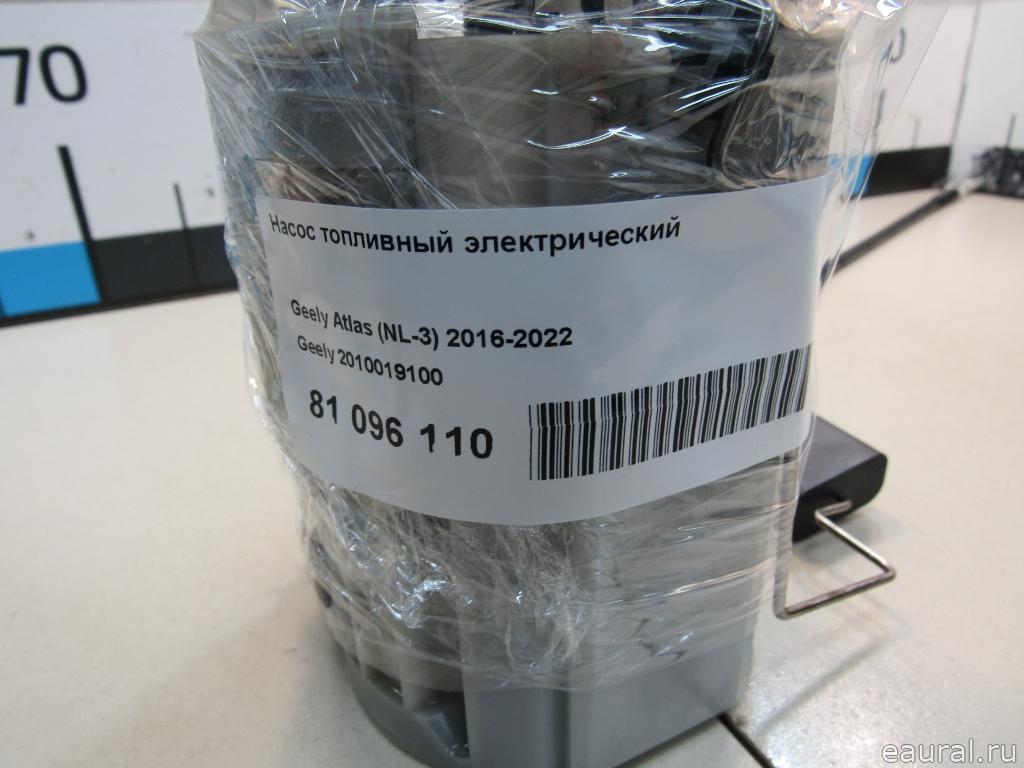 70
Насос топливный электрический
Geely Atlas (NL-3) 2016-2022
Geely 2010019100
81 096 110
eaural.ru